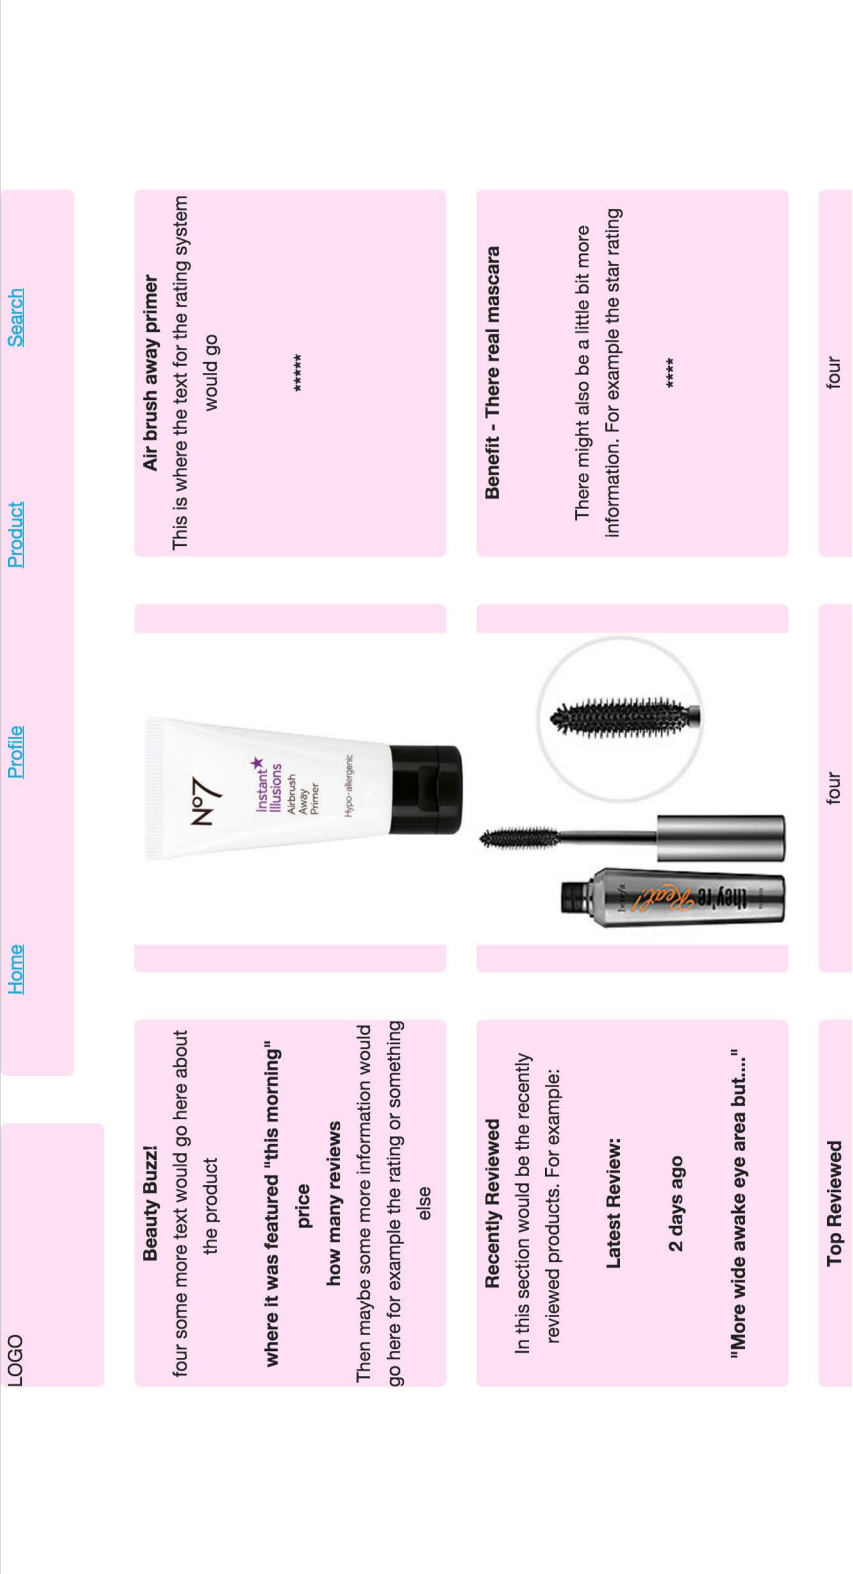 LOGO
Home
Profile
Product
Search
Beauty Buzz!
four some more text would go here about
the product
where it was featured "this morning"
price
how many reviews
Then maybe some more information would
go here for example the rating or something
else
Nº7
Instant
Illusions
Airbrush
Away
Primer
Hypo-allergenic
Air brush away primer
This is where the text for the rating system
would go
*****
Recently Reviewed
In this section would be the recently
reviewed products. For example:
Latest Review:
2 days ago
"More wide awake eye area but...."
benefit
they're
Real!
Benefit - There real mascara
There might also be a little bit more
information. For example the star rating
****
Top Reviewed
four
four